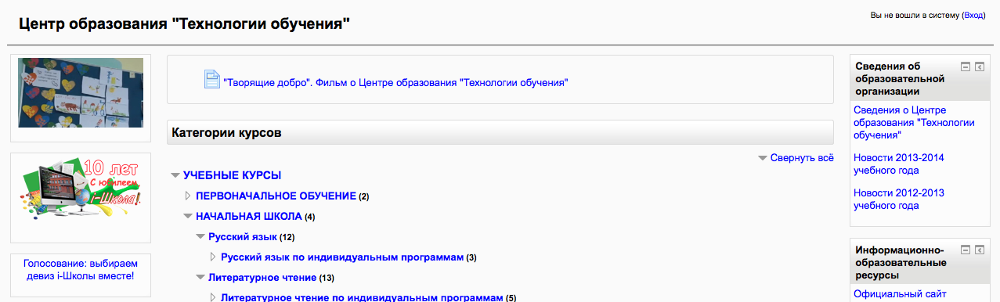 Центр образования "Технологии обучения"
Вы не вошли в систему (Вход)
10 лет
С юбилеем,
i-Школа!
Голосование: выбираем
девиз i-Школы вместе!
"Творящие добро". Фильм о Центре образования "Технологии обучения"
Категории курсов
Свернуть всё
УЧЕБНЫЕ КУРСЫ
ПЕРВОНАЧАЛЬНОЕ ОБУЧЕНИЕ (2)
НАЧАЛЬНАЯ ШКОЛА (4)
Русский язык (12)
Русский язык по индивидуальным программам (3)
Литературное чтение (13)
Литературное чтение по индивидуальным программам (5)
Сведения об
образовательной
организации
Сведения о Центре
образования "Технологии
обучения"
Новости 2013-2014
учебного года
Новости 2012-2013
учебного года
Информационно-
образовательные
ресурсы
Официальный сайт